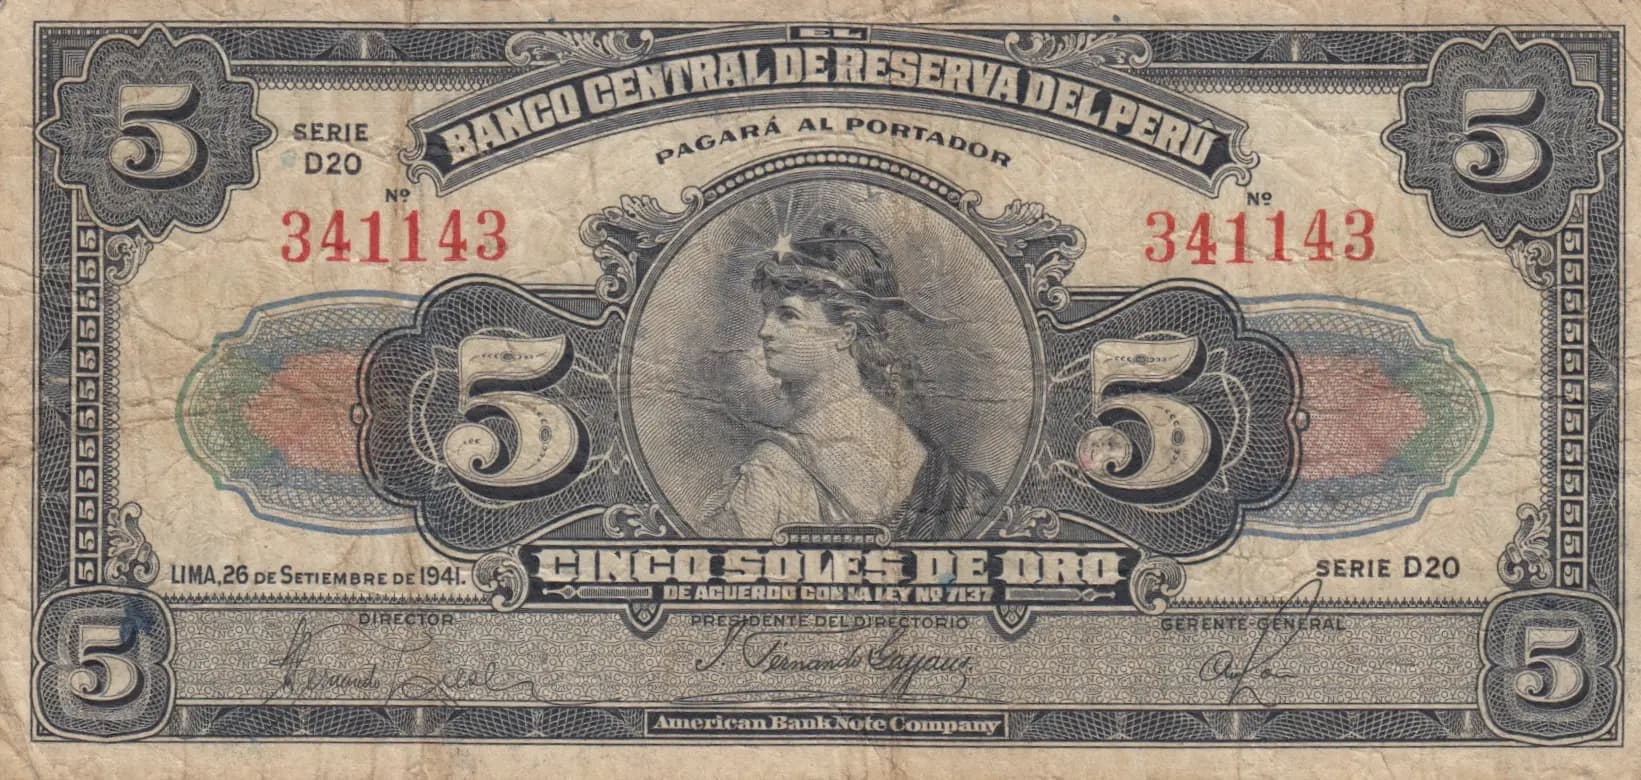 EL
BANCO CENTRAL DE RESERVA DEL PERÚ
PAGARÁ AL PORTADOR
5
5
SERIE
D20
Nº
341143
Nº
341143
5
5
CINCO SOLES DE ORO
DE ACUERDO CON LA LEY Nº 7137
LIMA, 26 DE SETIEMBRE DE 1941.
SERIE D20
DIRECTOR
PRESIDENTE DEL DIRECTORIO
GERENTE-GENERAL
5
5
American Bank Note Company